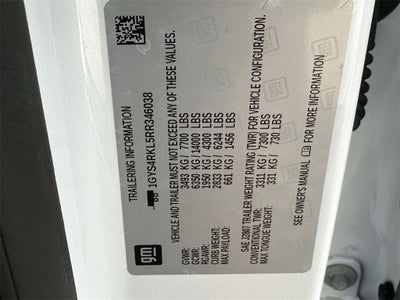 TRAILERING INFORMATION
1GYS4RKL5RR346038
VEHICLE AND TRAILER MUST NOT EXCEED ANY OF THESE VALUES.
GVWR: 3493 KG / 7700 LBS
GCWR: 6350 KG / 14000 LBS
RGAWR: 1950 KG / 4300 LBS
CURB WEIGHT: 2833 KG / 6244 LBS
MAX PAYLOAD: 661 KG / 1456 LBS
SAE J2807 TRAILER WEIGHT RATING (TWR) FOR VEHICLE CONFIGURATION.
CONVENTIONAL TWR: 3311 KG / 7300 LBS
MAX TONGUE WEIGHT: 331 KG / 730 LBS
SEE OWNER'S MANUAL FOR MORE INFORMATION.
gm